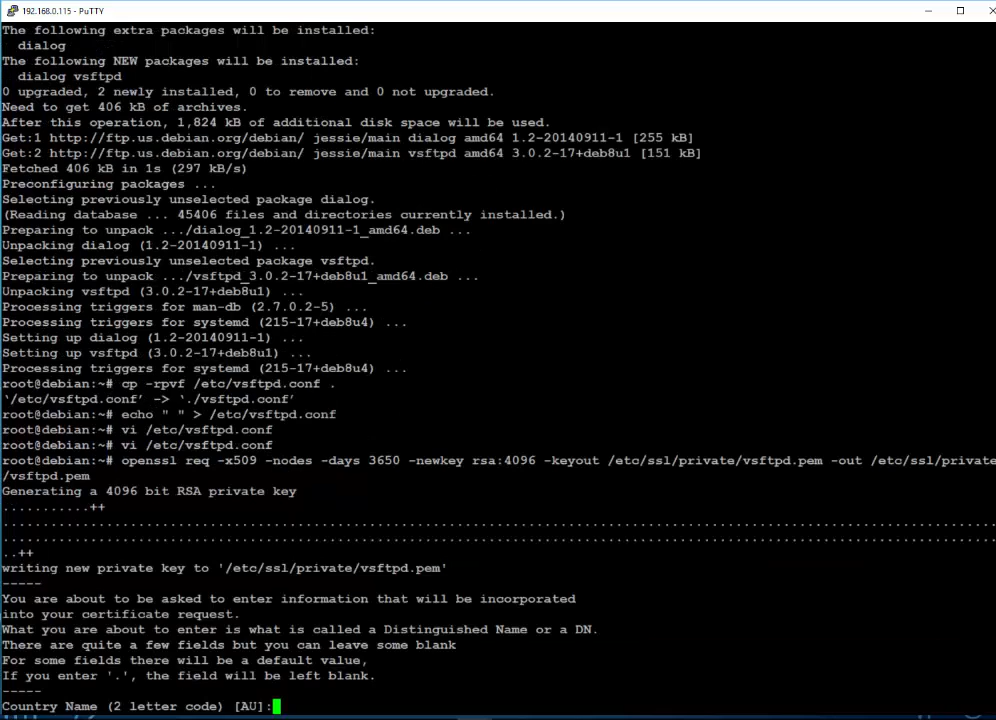 192.168.0.115 - PuTTY
The following extra packages will be installed:
  dialog
The following NEW packages will be installed:
  dialog vsftpd
0 upgraded, 2 newly installed, 0 to remove and 0 not upgraded.
Need to get 406 kB of archives.
After this operation, 1,824 kB of additional disk space will be used.
Get:1 http://ftp.us.debian.org/debian/ jessie/main dialog amd64 1.2-20140911-1 [255 kB]
Get:2 http://ftp.us.debian.org/debian/ jessie/main vsftpd amd64 3.0.2-17+deb8u1 [151 kB]
Fetched 406 kB in 1s (297 kB/s)
Preconfiguring packages ...
Selecting previously unselected package dialog.
(Reading database ... 45406 files and directories currently installed.)
Preparing to unpack .../dialog_1.2-20140911-1_amd64.deb ...
Unpacking dialog (1.2-20140911-1) ...
Selecting previously unselected package vsftpd.
Preparing to unpack .../vsftpd_3.0.2-17+deb8u1_amd64.deb ...
Unpacking vsftpd (3.0.2-17+deb8u1) ...
Processing triggers for man-db (2.7.0.2-5) ...
Processing triggers for systemd (215-17+deb8u4) ...
Setting up dialog (1.2-20140911-1) ...
Setting up vsftpd (3.0.2-17+deb8u1) ...
Processing triggers for systemd (215-17+deb8u4) ...
root@debian:~# cp -rpvf /etc/vsftpd.conf .
‘/etc/vsftpd.conf’ -> ‘./vsftpd.conf’
root@debian:~# echo " " > /etc/vsftpd.conf
root@debian:~# vi /etc/vsftpd.conf
root@debian:~# vi /etc/vsftpd.conf
root@debian:~# openssl req -x509 -nodes -days 3650 -newkey rsa:4096 -keyout /etc/ssl/private/vsftpd.pem -out /etc/ssl/private
/vsftpd.pem
Generating a 4096 bit RSA private key
...........++
............................................................................................................................
............................................................................................................................
..++
writing new private key to '/etc/ssl/private/vsftpd.pem'
-----
You are about to be asked to enter information that will be incorporated
into your certificate request.
What you are about to enter is what is called a Distinguished Name or a DN.
There are quite a few fields but you can leave some blank
For some fields there will be a default value,
If you enter '.', the field will be left blank.
-----
Country Name (2 letter code) [AU]: